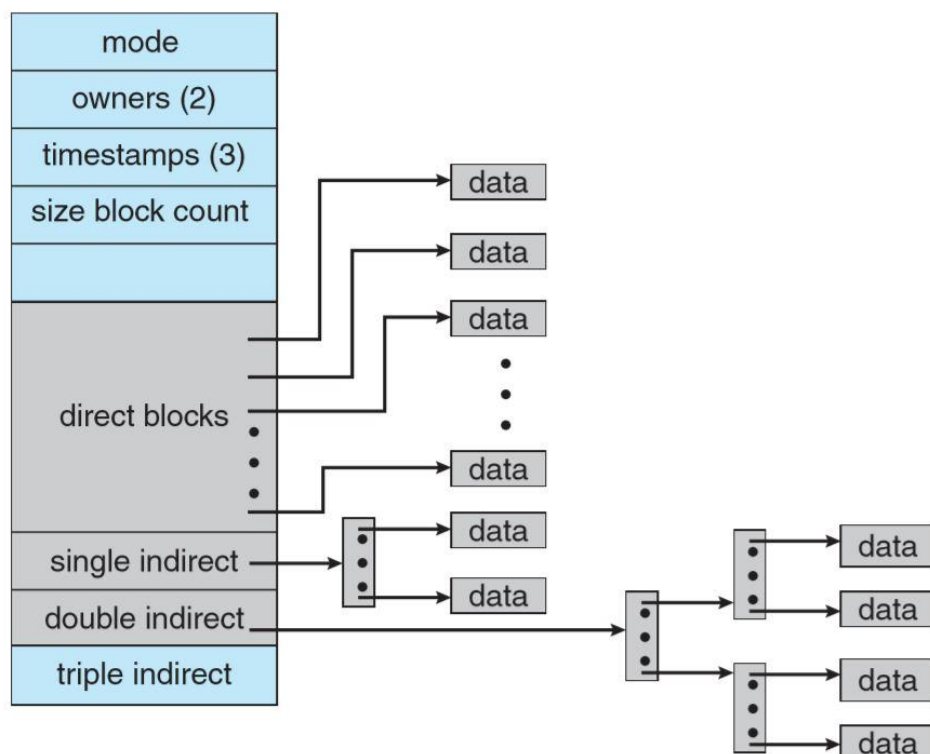 mode
owners (2)
timestamps (3)
size block count
direct blocks
single indirect
double indirect
triple indirect
data
data
data
data
data
data
data
data
data
data